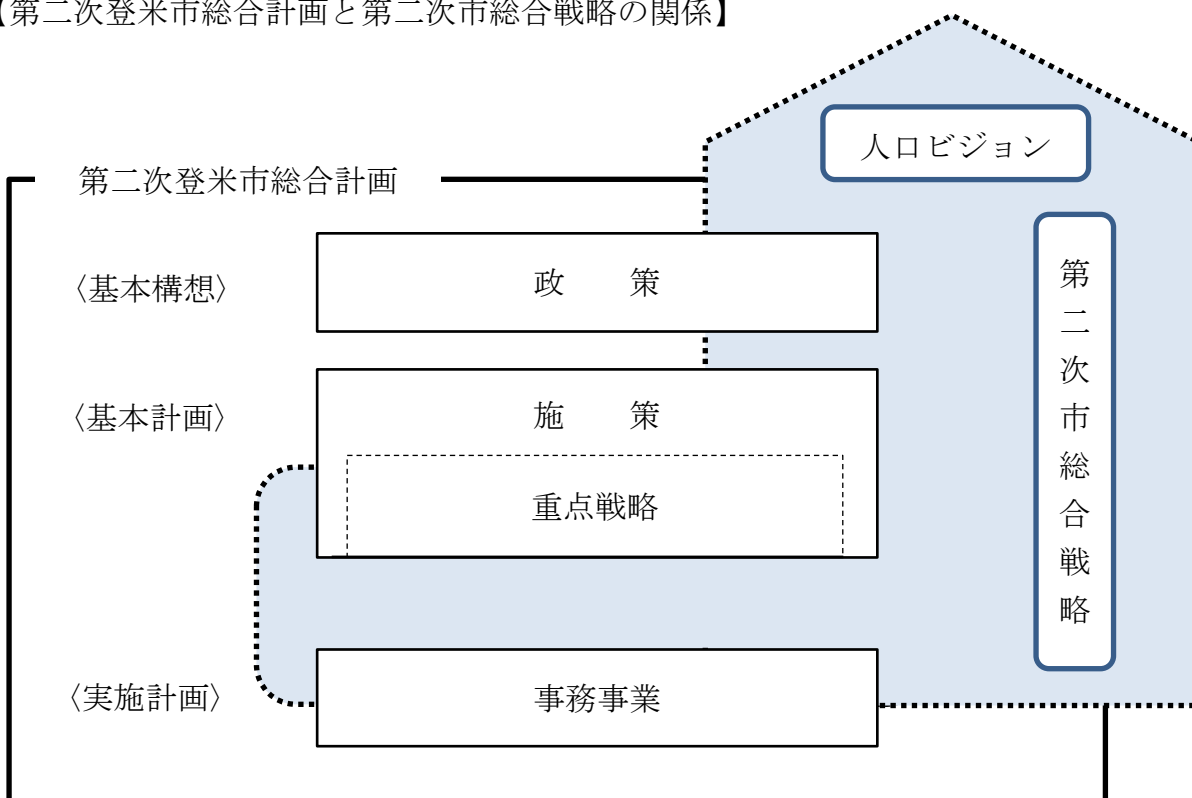 【第二次登米市総合計画と第二次市総合戦略の関係】
人口ビジョン
第二次登米市総合計画
〈基本構想〉
政　　策
〈基本計画〉
施　　策
重点戦略
〈実施計画〉
事務事業
第二次市総合戦略